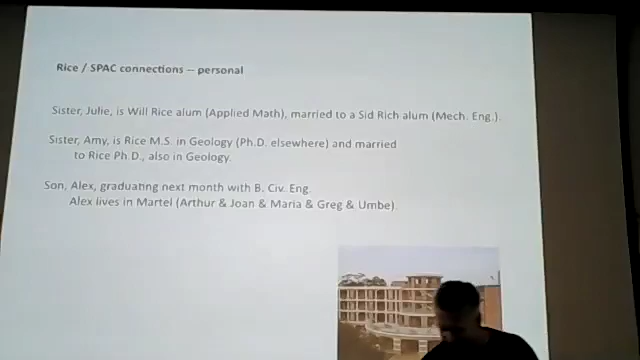 Rice / SPAC connections -- personal
Sister, Julie, is Will Rice alum (Applied Math), married to a Sid Rich alum (Mech. Eng.).
Sister, Amy, is Rice M.S. in Geology (Ph.D. elsewhere) and married
to Rice Ph.D., also in Geology.
Son, Alex, graduating next month with B. Civ. Eng.
Alex lives in Martel (Arthur & Joan & Maria & Greg & Umbe).